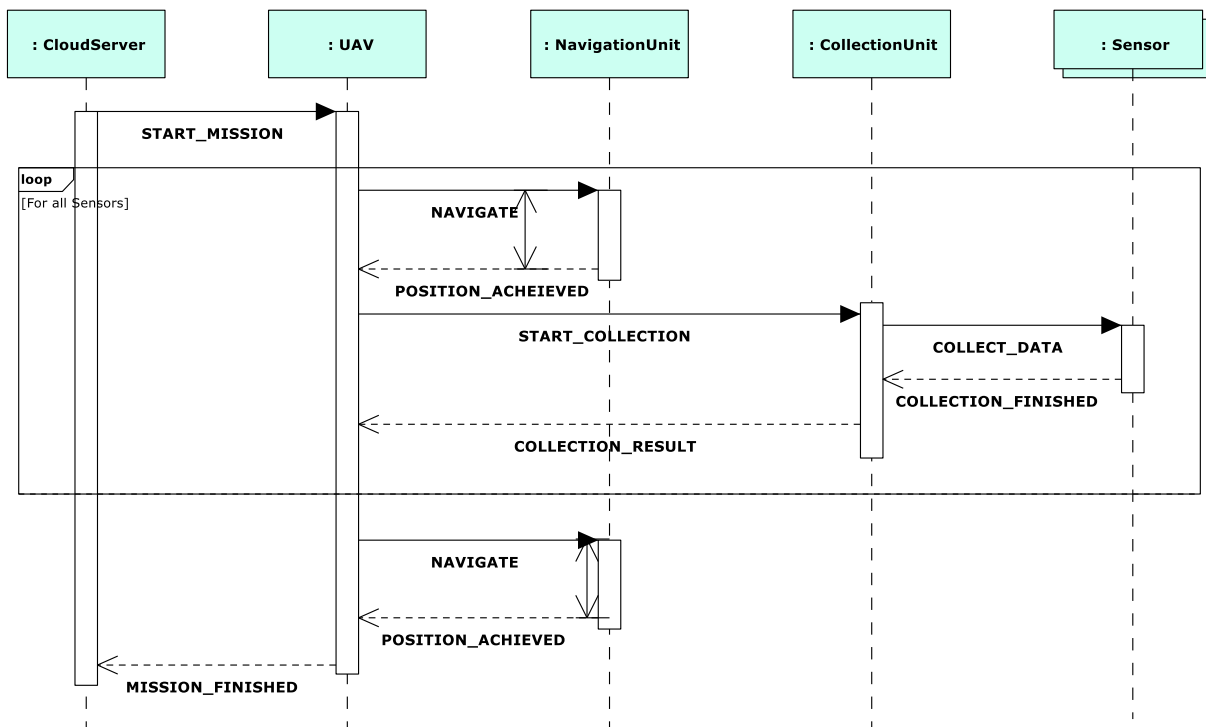 : CloudServer
: UAV
: NavigationUnit
: CollectionUnit
: Sensor
START_MISSION
loop
[For all Sensors]
NAVIGATE
POSITION_ACHEIEVED
START_COLLECTION
COLLECT_DATA
COLLECTION_FINISHED
COLLECTION_RESULT
NAVIGATE
POSITION_ACHIEVED
MISSION_FINISHED